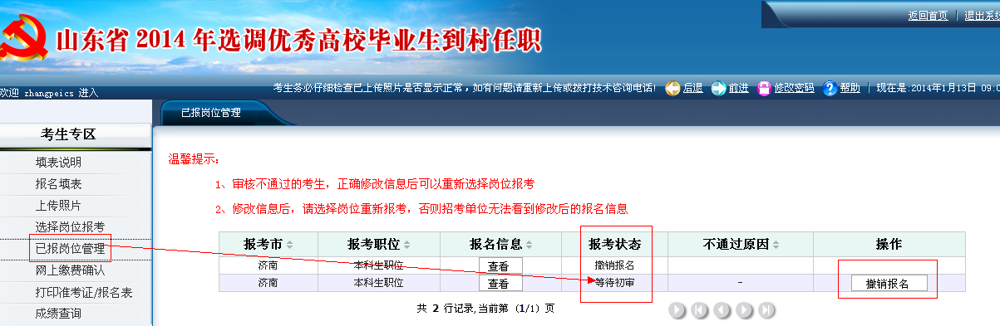 返回首页 退出系统
山东省 2014 年选调优秀高校毕业生到村任职
欢迎 zhangpeics 进入
考生务必仔细检查已上传照片是否显示正常,如有问题请重新上传或拨打技术咨询电话! 后退 前进 修改密码 帮助 现在是:2014年1月13日 09:0
已报岗位管理
考生专区
填表说明
报名填表
上传照片
选择岗位报考
已报岗位管理
网上缴费确认
打印准考证/报名表
成绩查询
温馨提示:
1、审核不通过的考生，正确修改信息后可以重新选择岗位报考
2、修改信息后，请选择岗位重新报考，否则招考单位无法看到修改后的报名信息
报考市 报考职位 报名信息 报考状态 不通过原因 操作
济南 本科生职位 查看 撤销报名
济南 本科生职位 查看 等待初审 - 撤销报名
共 2 行记录,当前第 (1/1) 页